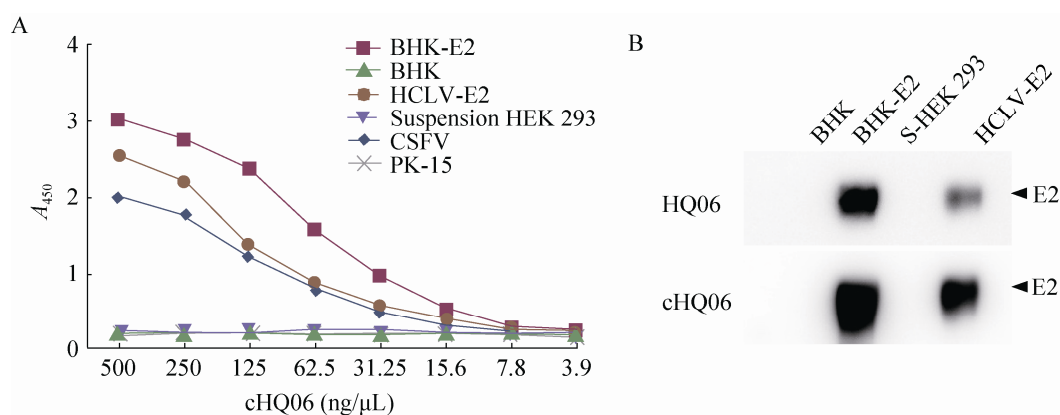 A
4
3
2
1
0
A450
500 250 125 62.5 31.25 15.6 7.8 3.9
cHQ06 (ng/μL)
BHK-E2
BHK
HCLV-E2
Suspension HEK 293
CSFV
PK-15
B
BHK
BHK-E2
S-HEK 293
HCLV-E2
HQ06
E2
cHQ06
E2